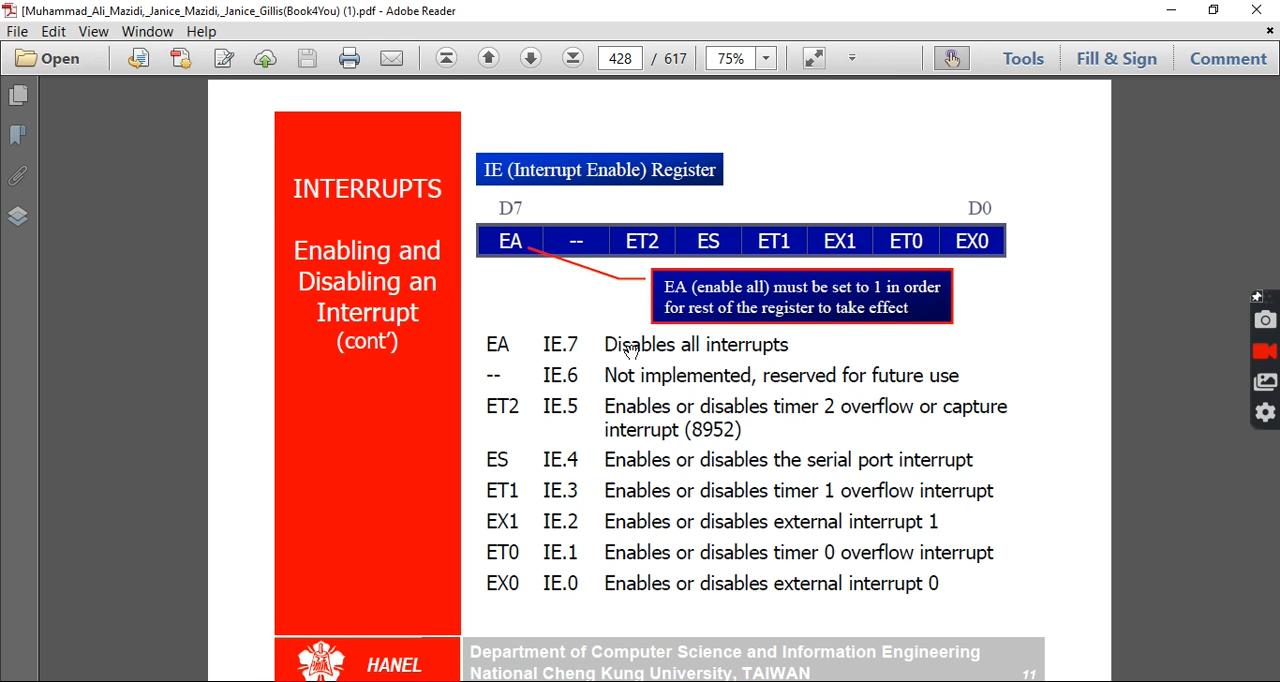 [Muhammad_Ali_Mazidi,_Janice_Mazidi,_Janice_Gillis(Book4You) (1).pdf - Adobe Reader
File Edit View Window Help
Open 428 / 617 75% Tools Fill & Sign Comment
INTERRUPTS
Enabling and
Disabling an
Interrupt
(cont')
IE (Interrupt Enable) Register
D7 D0
EA -- ET2 ES ET1 EX1 ET0 EX0
EA (enable all) must be set to 1 in order
for rest of the register to take effect
EA IE.7 Disables all interrupts
-- IE.6 Not implemented, reserved for future use
ET2 IE.5 Enables or disables timer 2 overflow or capture
interrupt (8952)
ES IE.4 Enables or disables the serial port interrupt
ET1 IE.3 Enables or disables timer 1 overflow interrupt
EX1 IE.2 Enables or disables external interrupt 1
ET0 IE.1 Enables or disables timer 0 overflow interrupt
EX0 IE.0 Enables or disables external interrupt 0
HANEL
Department of Computer Science and Information Engineering
National Cheng Kung University, TAIWAN 11